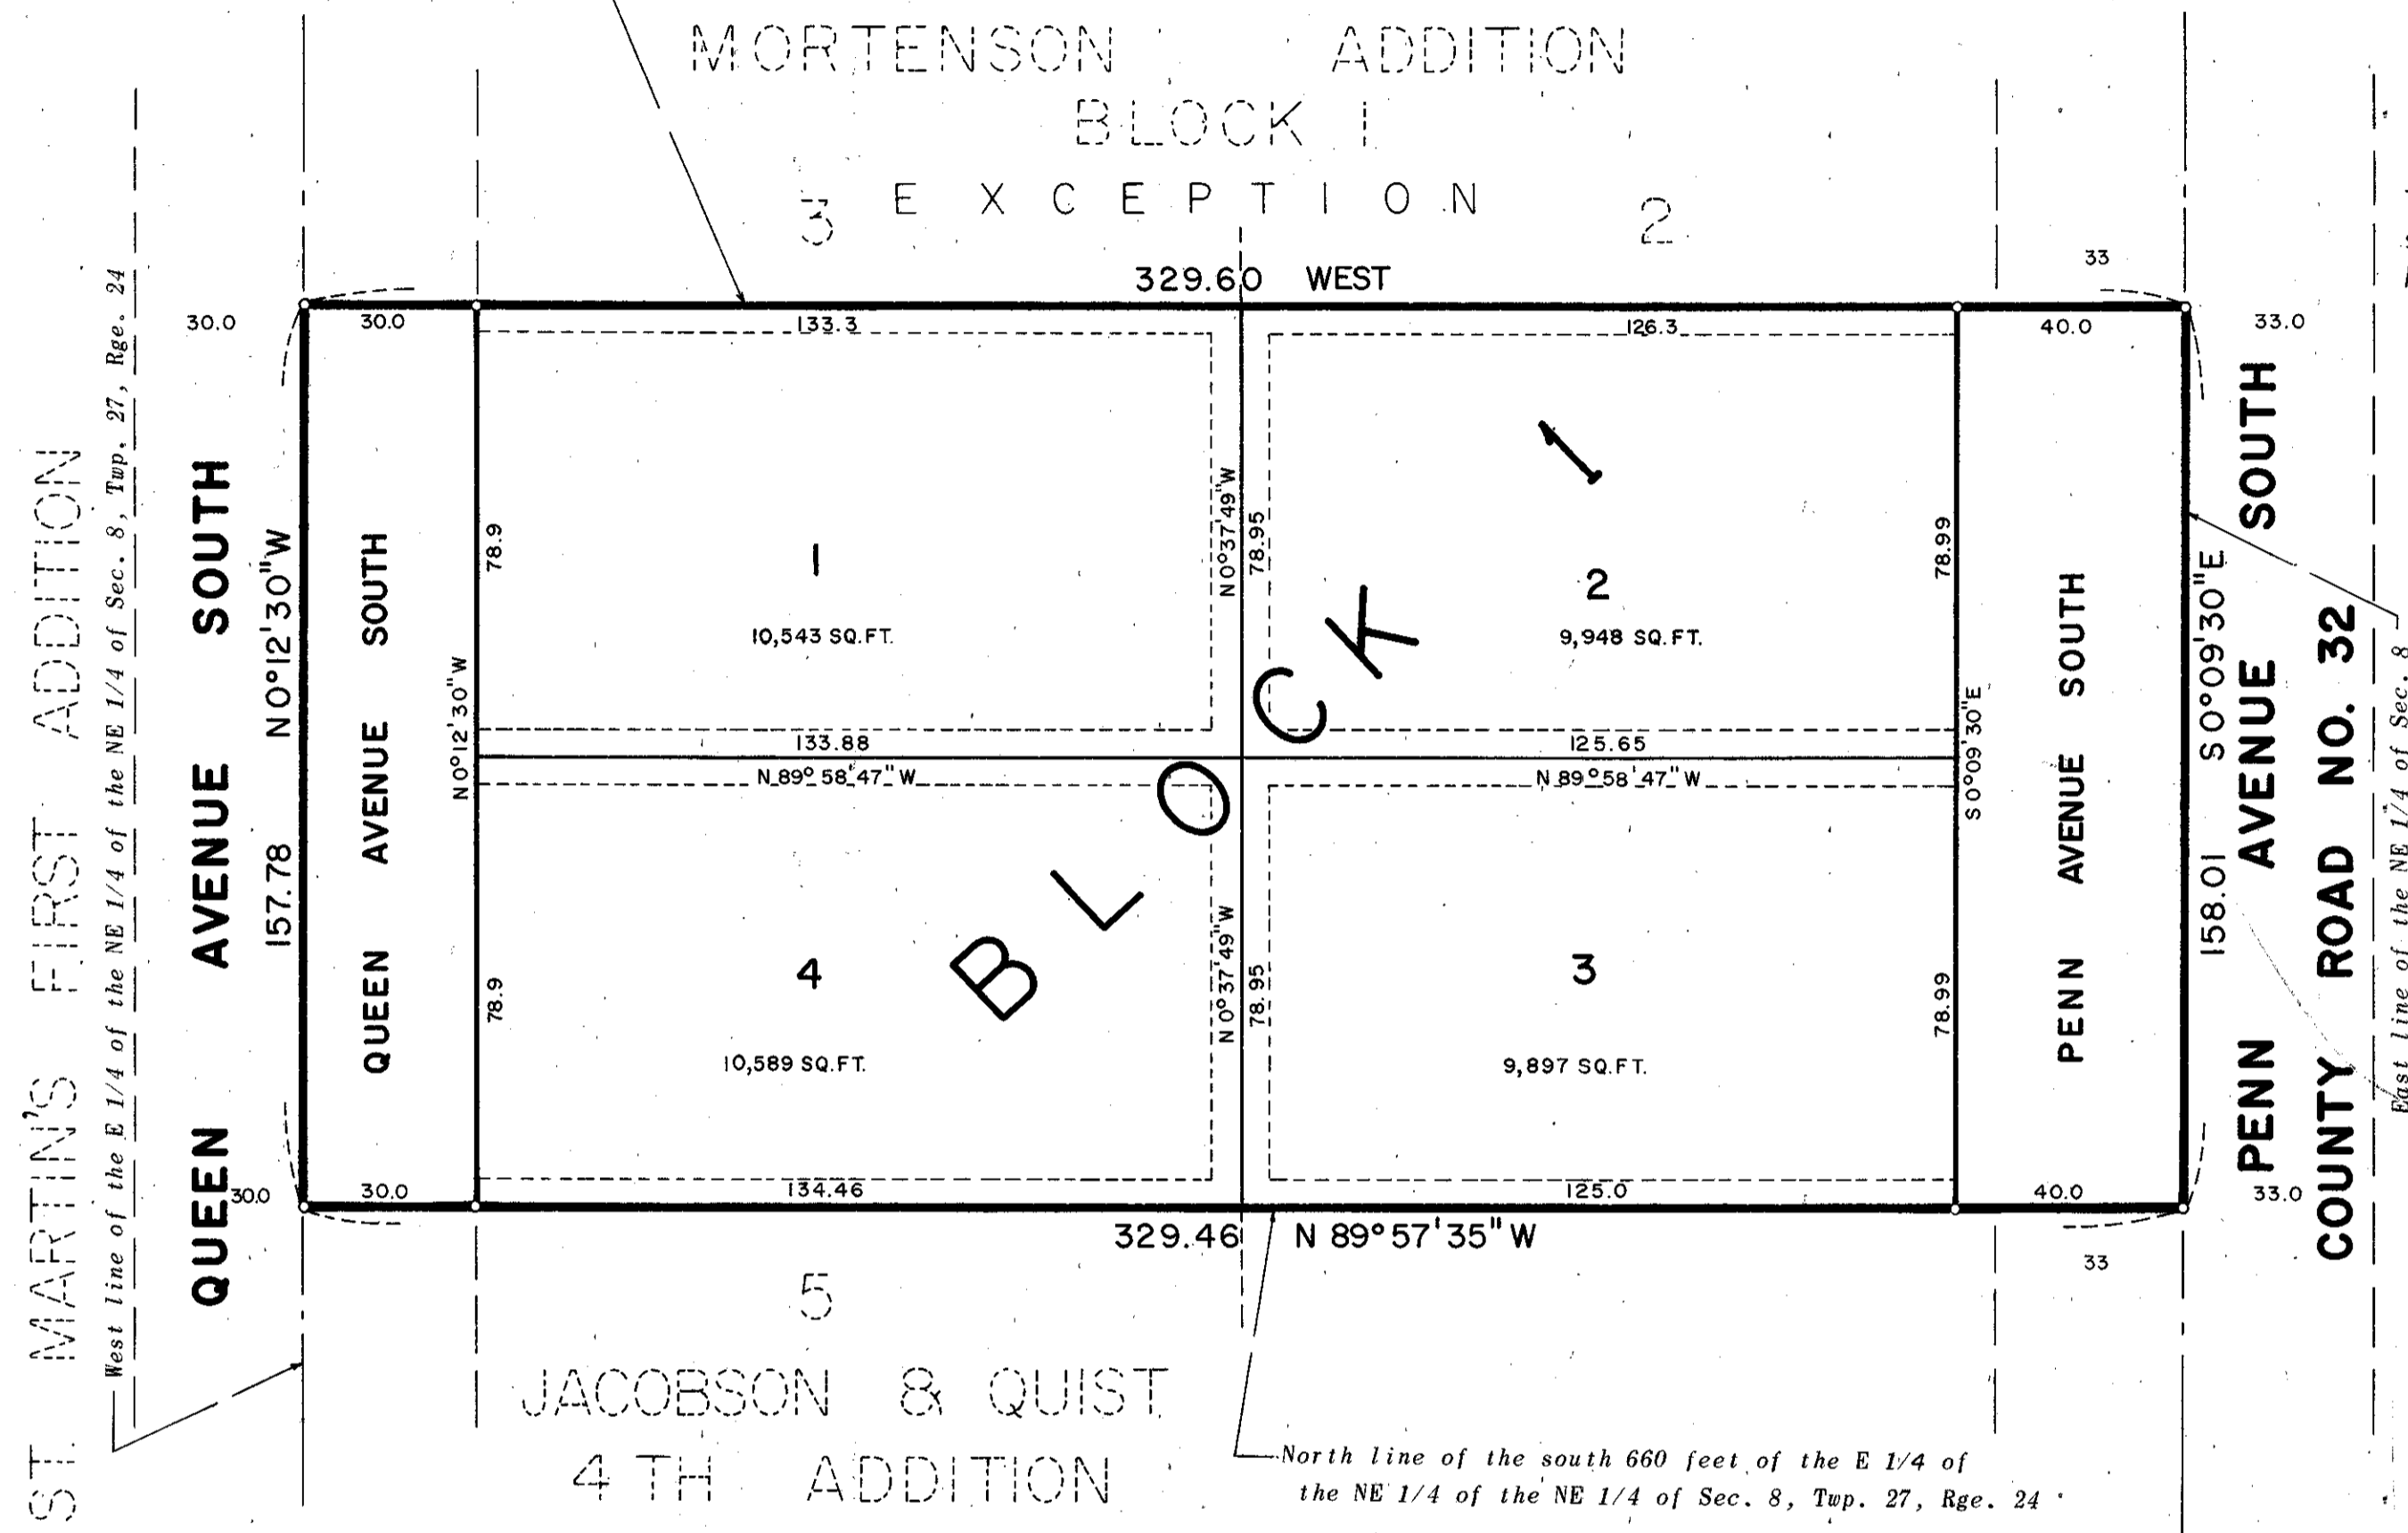 MORTENSON ADDITION
BLOCK 1
EXCEPTION
3
2
329.60 WEST
33
30.0
30.0
133.3
126.3
40.0
33.0
ST. MARTIN'S FIRST ADDITION
West line of the E 1/4 of the NE 1/4 of the NE 1/4 of Sec. 8, Twp. 27, Rge. 24
QUEEN AVENUE SOUTH
157.78 N 0°12'30"W
QUEEN AVENUE SOUTH
N 0°12'30"W
78.9
1
10,543 SQ.FT.
N 0°37'49"W
78.95
BLOCK 1
2
9,948 SQ.FT.
78.99
S 0°09'30"E
PENN AVENUE SOUTH
158.01 S 0°09'30"E
PENN AVENUE SOUTH
COUNTY ROAD NO. 32
East line of the NE 1/4 of Sec. 8
133.88
125.65
N 89°58'47"W
N 89°58'47"W
78.9
4
10,589 SQ.FT.
N 0°37'49"W
78.95
3
9,897 SQ.FT.
78.99
30.0
30.0
134.46
125.0
40.0
33.0
329.46 N 89°57'35"W
33
5
JACOBSON & QUIST
4TH ADDITION
North line of the south 660 feet of the E 1/4 of
the NE 1/4 of the NE 1/4 of Sec. 8, Twp. 27, Rge. 24